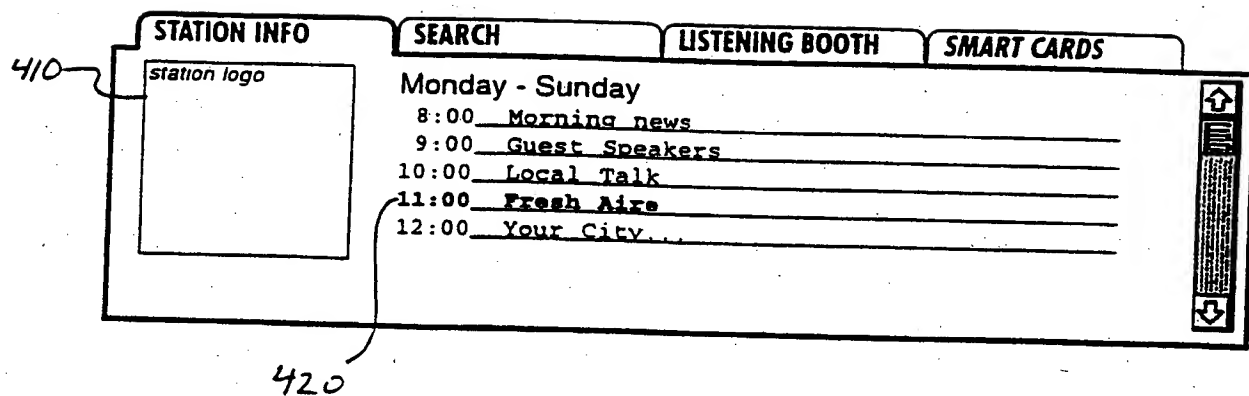 STATION INFO SEARCH LISTENING BOOTH SMART CARDS
410 station logo
Monday - Sunday
8:00 Morning news
9:00 Guest Speakers
10:00 Local Talk
11:00 Fresh Aire
12:00 Your City...
420